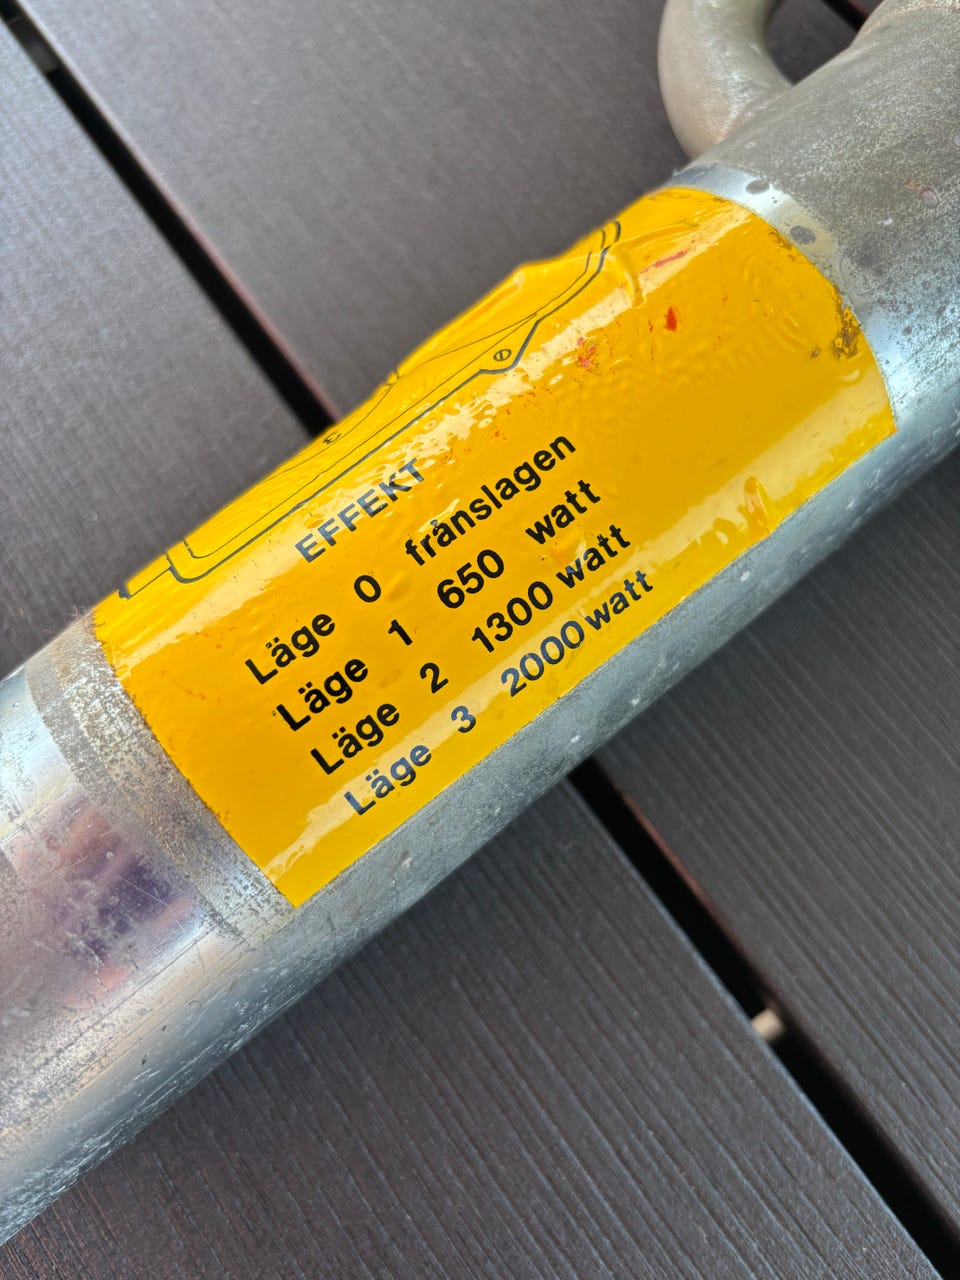 EFFEKT
Läge 0 frånslagen
Läge 1 650 watt
Läge 2 1300 watt
Läge 3 2000 watt